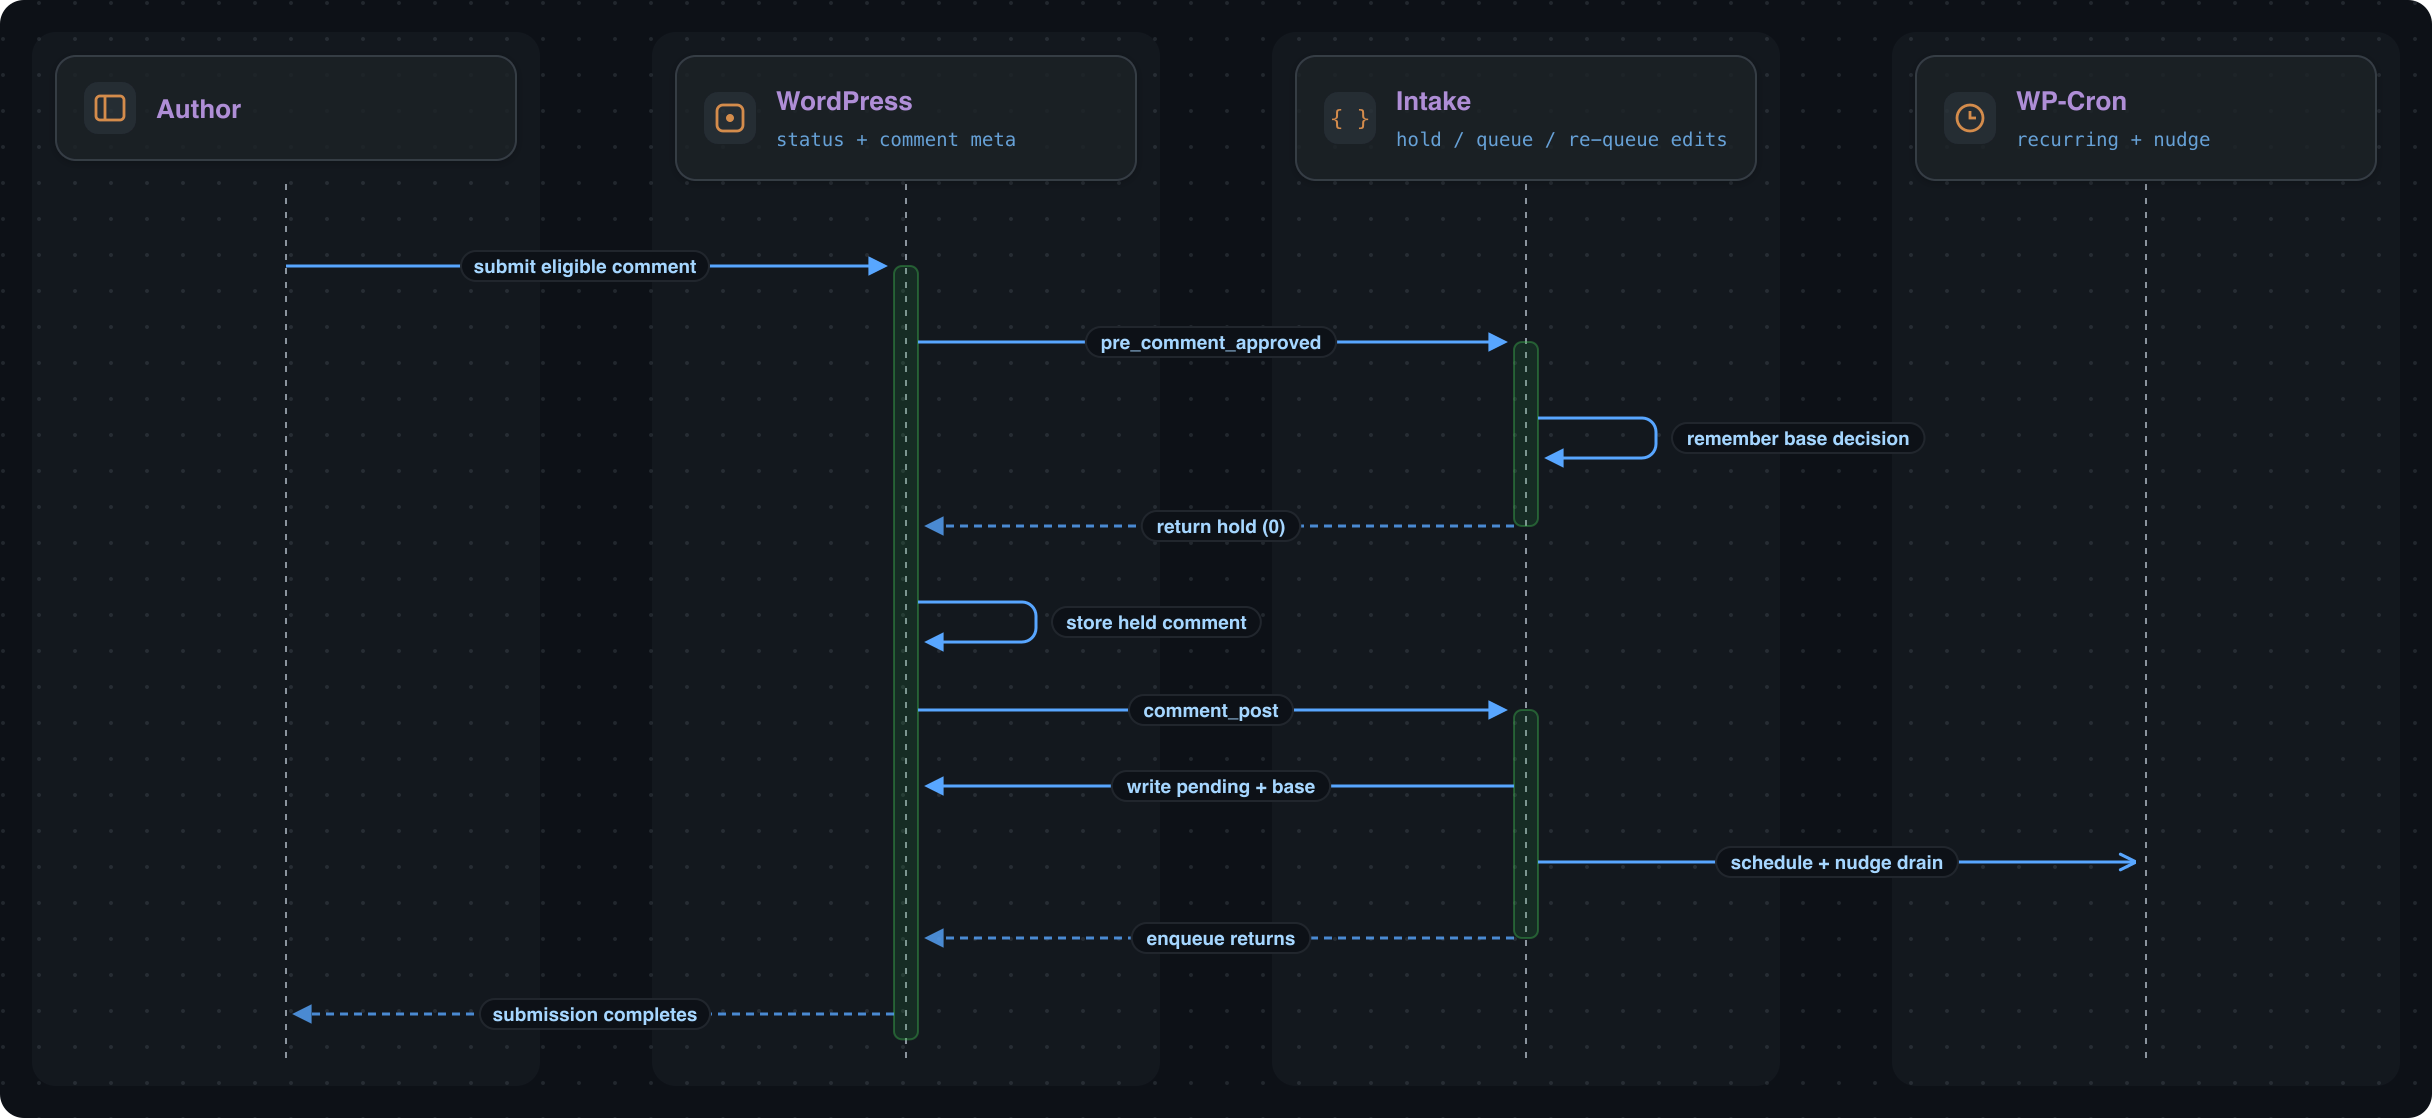 Author
WordPress
status + comment meta
{ } Intake
hold / queue / re-queue edits
WP-Cron
recurring + nudge
submit eligible comment
pre_comment_approved
remember base decision
return hold (0)
store held comment
comment_post
write pending + base
schedule + nudge drain
enqueue returns
submission completes